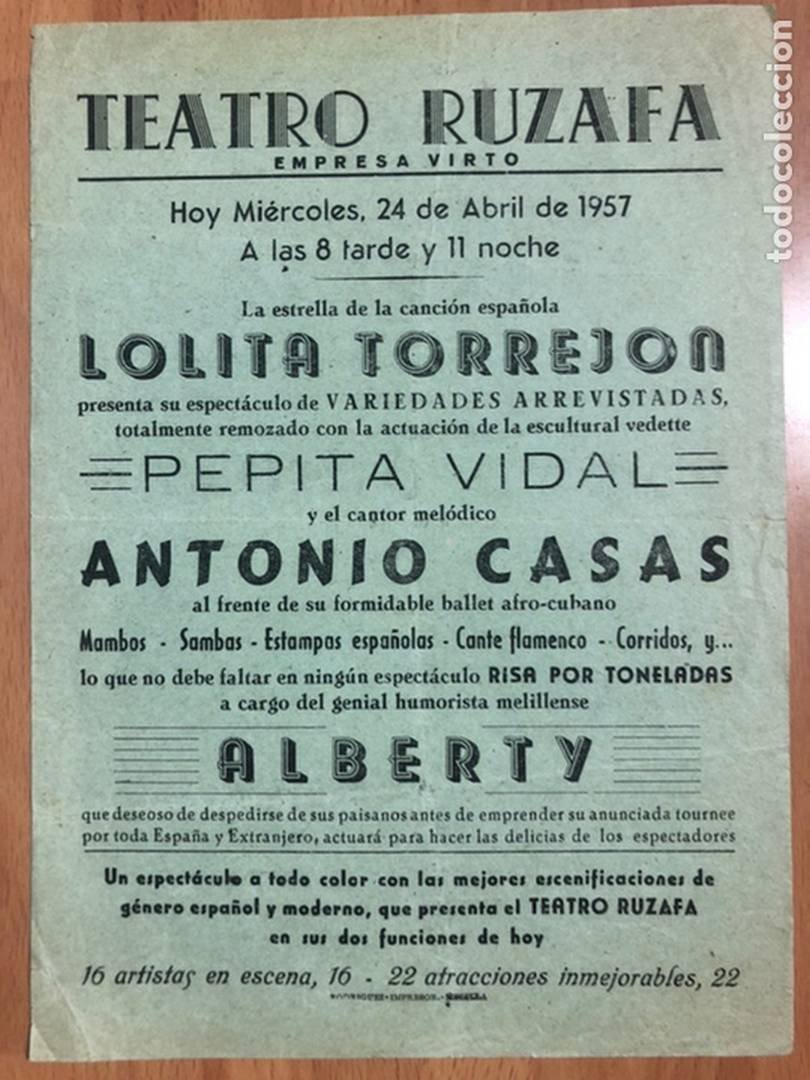 TEATRO RUZAFA
EMPRESA VIRTO
Hoy Miércoles, 24 de Abril de 1957
A las 8 tarde y 11 noche
La estrella de la canción española
LOLITA TORREJON
presenta su espectáculo de VARIEDADES ARREVISTADAS,
totalmente remozado con la actuación de la escultural vedette
PEPITA VIDAL
y el cantor melódico
ANTONIO CASAS
al frente de su formidable ballet afro-cubano
Mambos - Sambas - Estampas españolas - Cante flamenco - Corridos, y...
lo que no debe faltar en ningún espectáculo RISA POR TONELADAS
a cargo del genial humorista melillense
ALBERTY
que deseoso de despedirse de sus paisanos antes de emprender su anunciada tournee
por toda España y Extranjero, actuará para hacer las delicias de los espectadores
Un espectáculo a todo color con las mejores escenificaciones de
género español y moderno, que presenta el TEATRO RUZAFA
en sus dos funciones de hoy
16 artistas en escena, 16 - 22 atracciones inmejorables, 22
todocoleccion